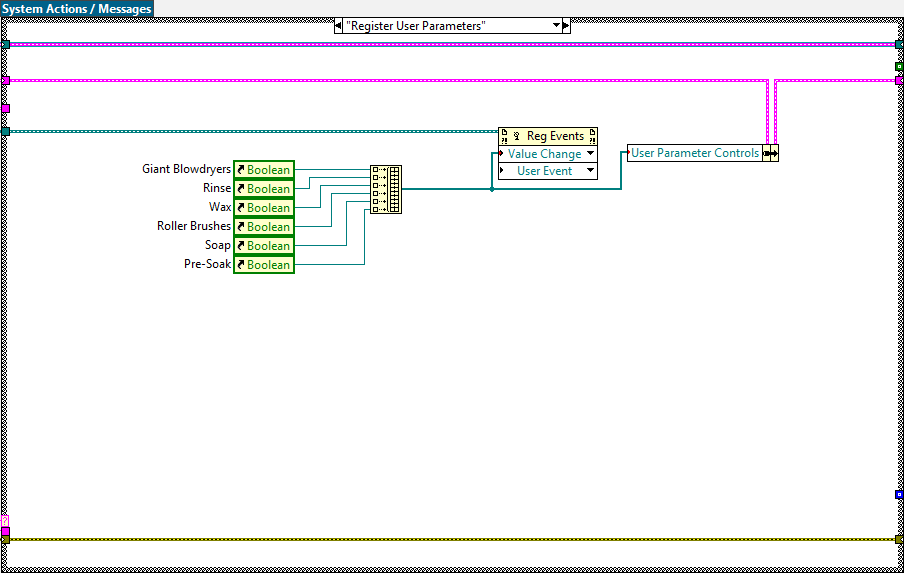 System Actions / Messages
"Register User Parameters"
Reg Events
Value Change
User Event
User Parameter Controls
Giant Blowdryers Boolean
Rinse Boolean
Wax Boolean
Roller Brushes Boolean
Soap Boolean
Pre-Soak Boolean
?